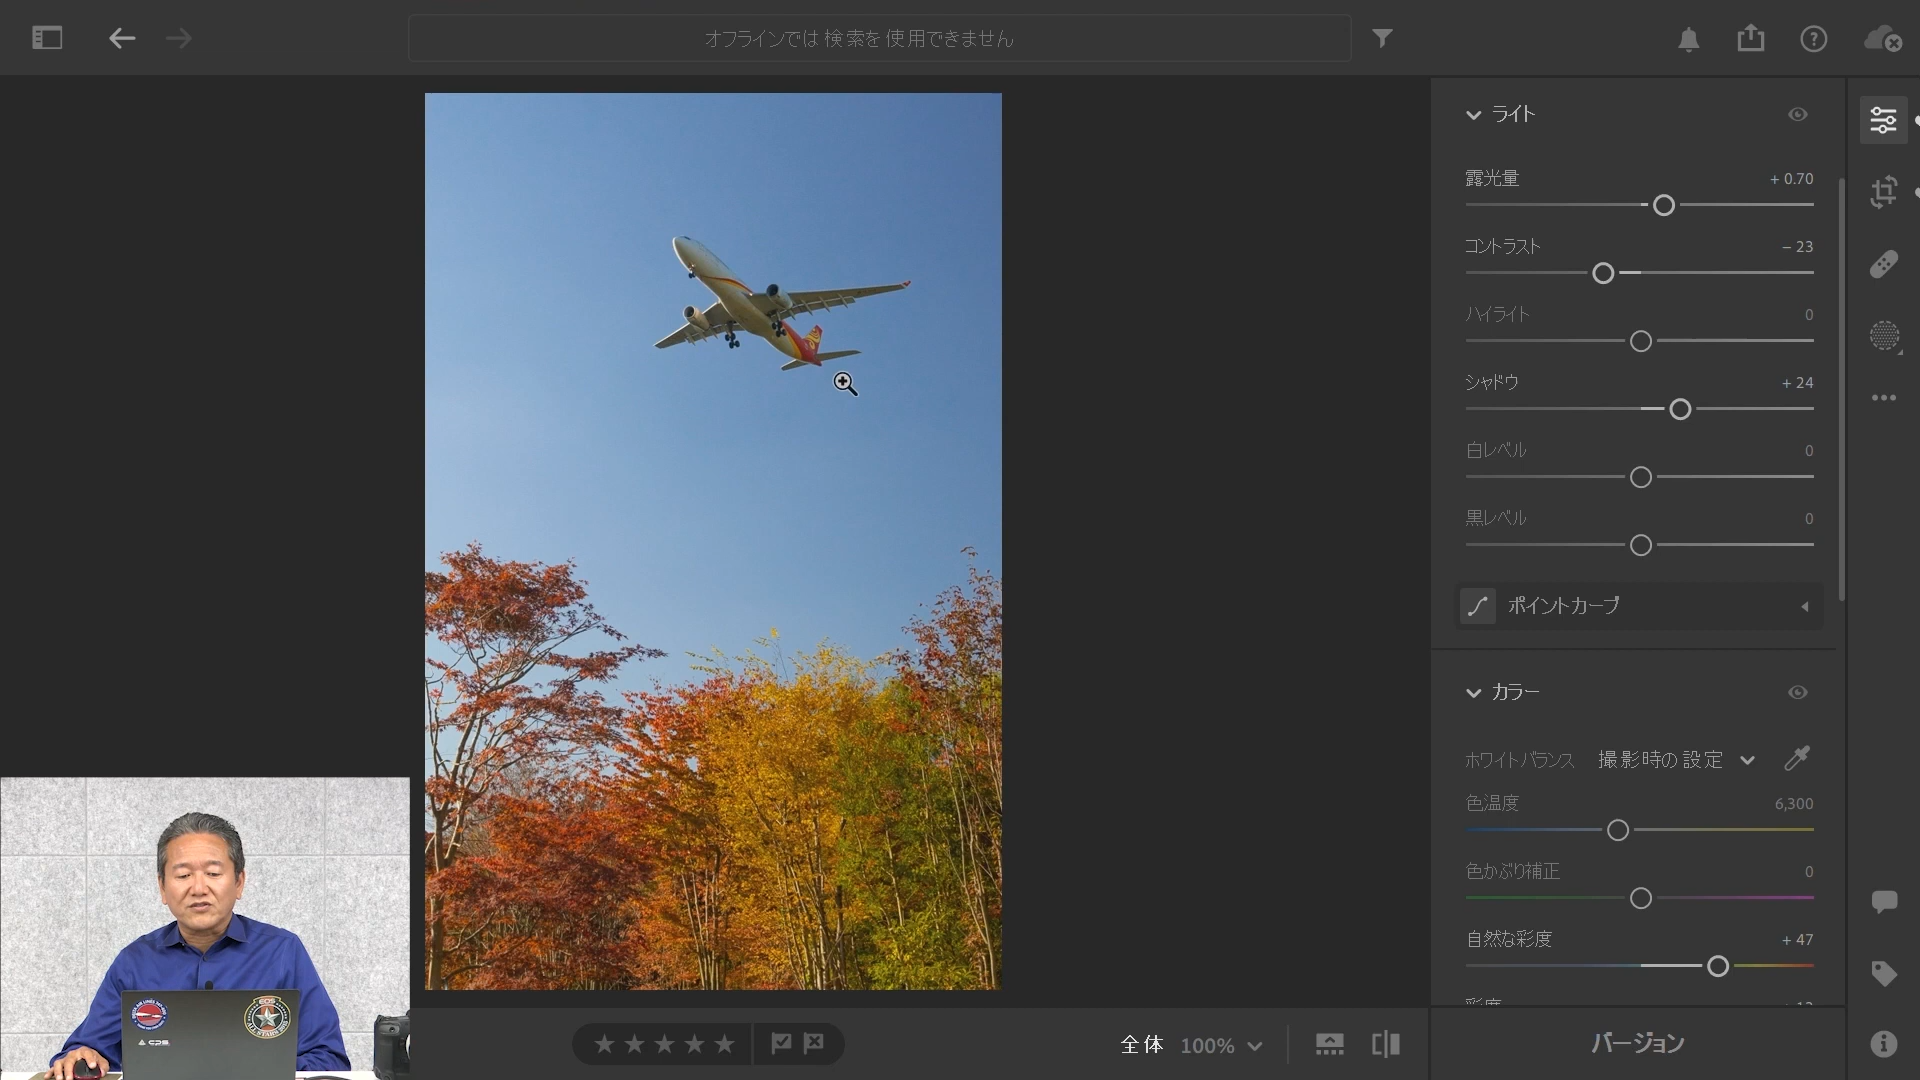 オフラインでは検索を使用できません
ライト
露光量 + 0.70
コントラスト − 23
ハイライト 0
シャドウ + 24
白レベル 0
黒レベル 0
ポイントカーブ
カラー
ホワイトバランス 撮影時の設定
色温度 6,300
色かぶり補正 0
自然な彩度 + 47
全体 100%
バージョン
EOS
CPS